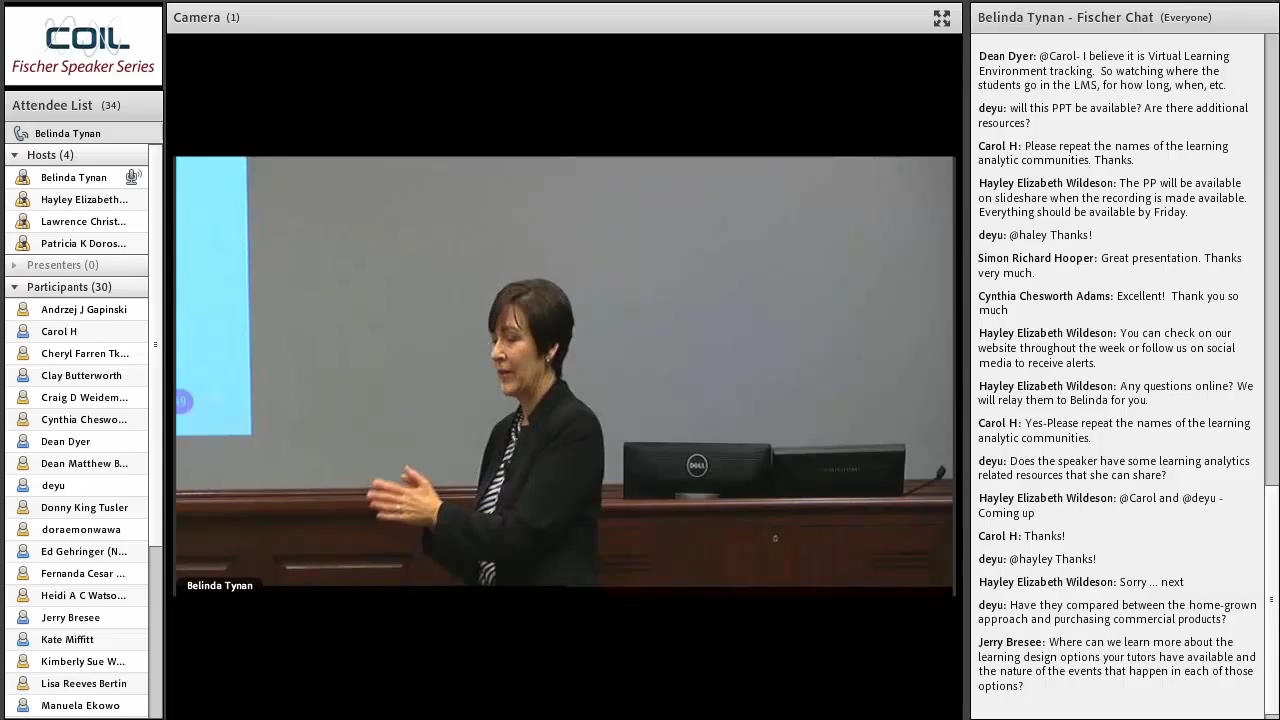 COIL
Fischer Speaker Series
Attendee List (34)
Belinda Tynan
Hosts (4)
Belinda Tynan
Hayley Elizabeth...
Lawrence Christ...
Patricia K Doros...
Presenters (0)
Participants (30)
Andrzej J Gapinski
Carol H
Cheryl Farren Tk...
Clay Butterworth
Craig D Weidem...
Cynthia Cheswo...
Dean Dyer
Dean Matthew B...
deyu
Donny King Tusler
doraemonwawa
Ed Gehringer (N...
Fernanda Cesar ...
Heidi A C Watso...
Jerry Bresee
Kate Miffitt
Kimberly Sue W...
Lisa Reeves Bertin
Manuela Ekowo
Camera (1)
DELL
Belinda Tynan
Belinda Tynan - Fischer Chat (Everyone)
Dean Dyer: @Carol- I believe it is Virtual Learning
Environment tracking. So watching where the
students go in the LMS, for how long, when, etc.
deyu: will this PPT be available? Are there additional
resources?
Carol H: Please repeat the names of the learning
analytic communities. Thanks.
Hayley Elizabeth Wildeson: The PP will be available
on slideshare when the recording is made available.
Everything should be available by Friday.
deyu: @haley Thanks!
Simon Richard Hooper: Great presentation. Thanks
very much.
Cynthia Chesworth Adams: Excellent! Thank you so
much
Hayley Elizabeth Wildeson: You can check on our
website throughout the week or follow us on social
media to receive alerts.
Hayley Elizabeth Wildeson: Any questions online? We
will relay them to Belinda for you.
Carol H: Yes-Please repeat the names of the learning
analytic communities.
deyu: Does the speaker have some learning analytics
related resources that she can share?
Hayley Elizabeth Wildeson: @Carol and @deyu -
Coming up
Carol H: Thanks!
deyu: @hayley Thanks!
Hayley Elizabeth Wildeson: Sorry ... next
deyu: Have they compared between the home-grown
approach and purchasing commercial products?
Jerry Bresee: Where can we learn more about the
learning design options your tutors have available and
the nature of the events that happen in each of those
options?